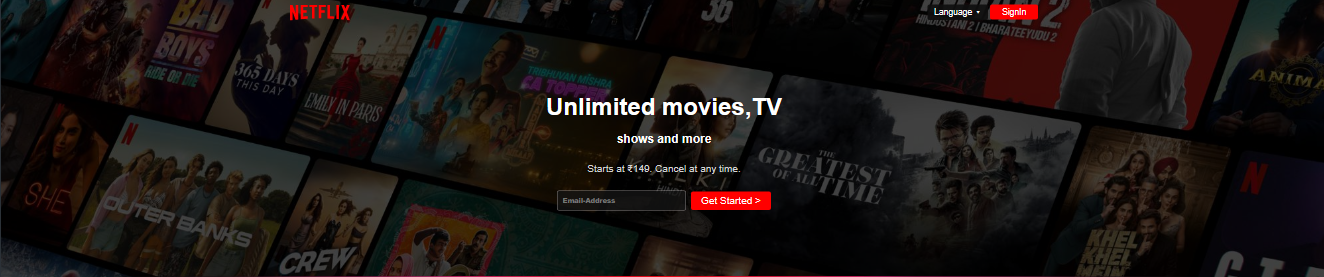 NETFLIX
Language
SignIn
BAD
BOYS
RIDE OR DIE
365 DAYS
THIS DAY
EMILY IN PARIS
N
TRIBHUVAN MISHRA
CA TOPPER
36
HINDUSTANI 2 | BHARATEEYUDU 2
ANIMA
Unlimited movies,TV
shows and more
Starts at ₹149. Cancel at any time.
Email-Address
Get Started >
SHE
N
OUTER BANKS
CREW
THE
GREATEST
OF ALL TIME
KHEL
KHEL
MEIN
N